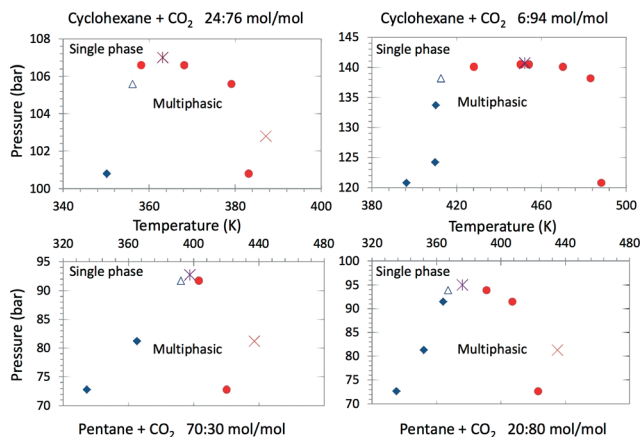 Cyclohexane + CO₂ 24:76 mol/mol
Cyclohexane + CO₂ 6:94 mol/mol
Pressure (bar)
108
106
104
102
100
Single phase
Multiphasic
340
360
380
400
Temperature (K)
145
140
135
130
125
120
Single phase
Multiphasic
380
420
460
500
Temperature (K)
320
360
400
440
480
Pressure (bar)
95
90
85
80
75
70
Single phase
Multiphasic
Pentane + CO₂ 70:30 mol/mol
320
360
400
440
480
100
95
90
85
80
75
70
Single phase
Multiphasic
Pentane + CO₂ 20:80 mol/mol